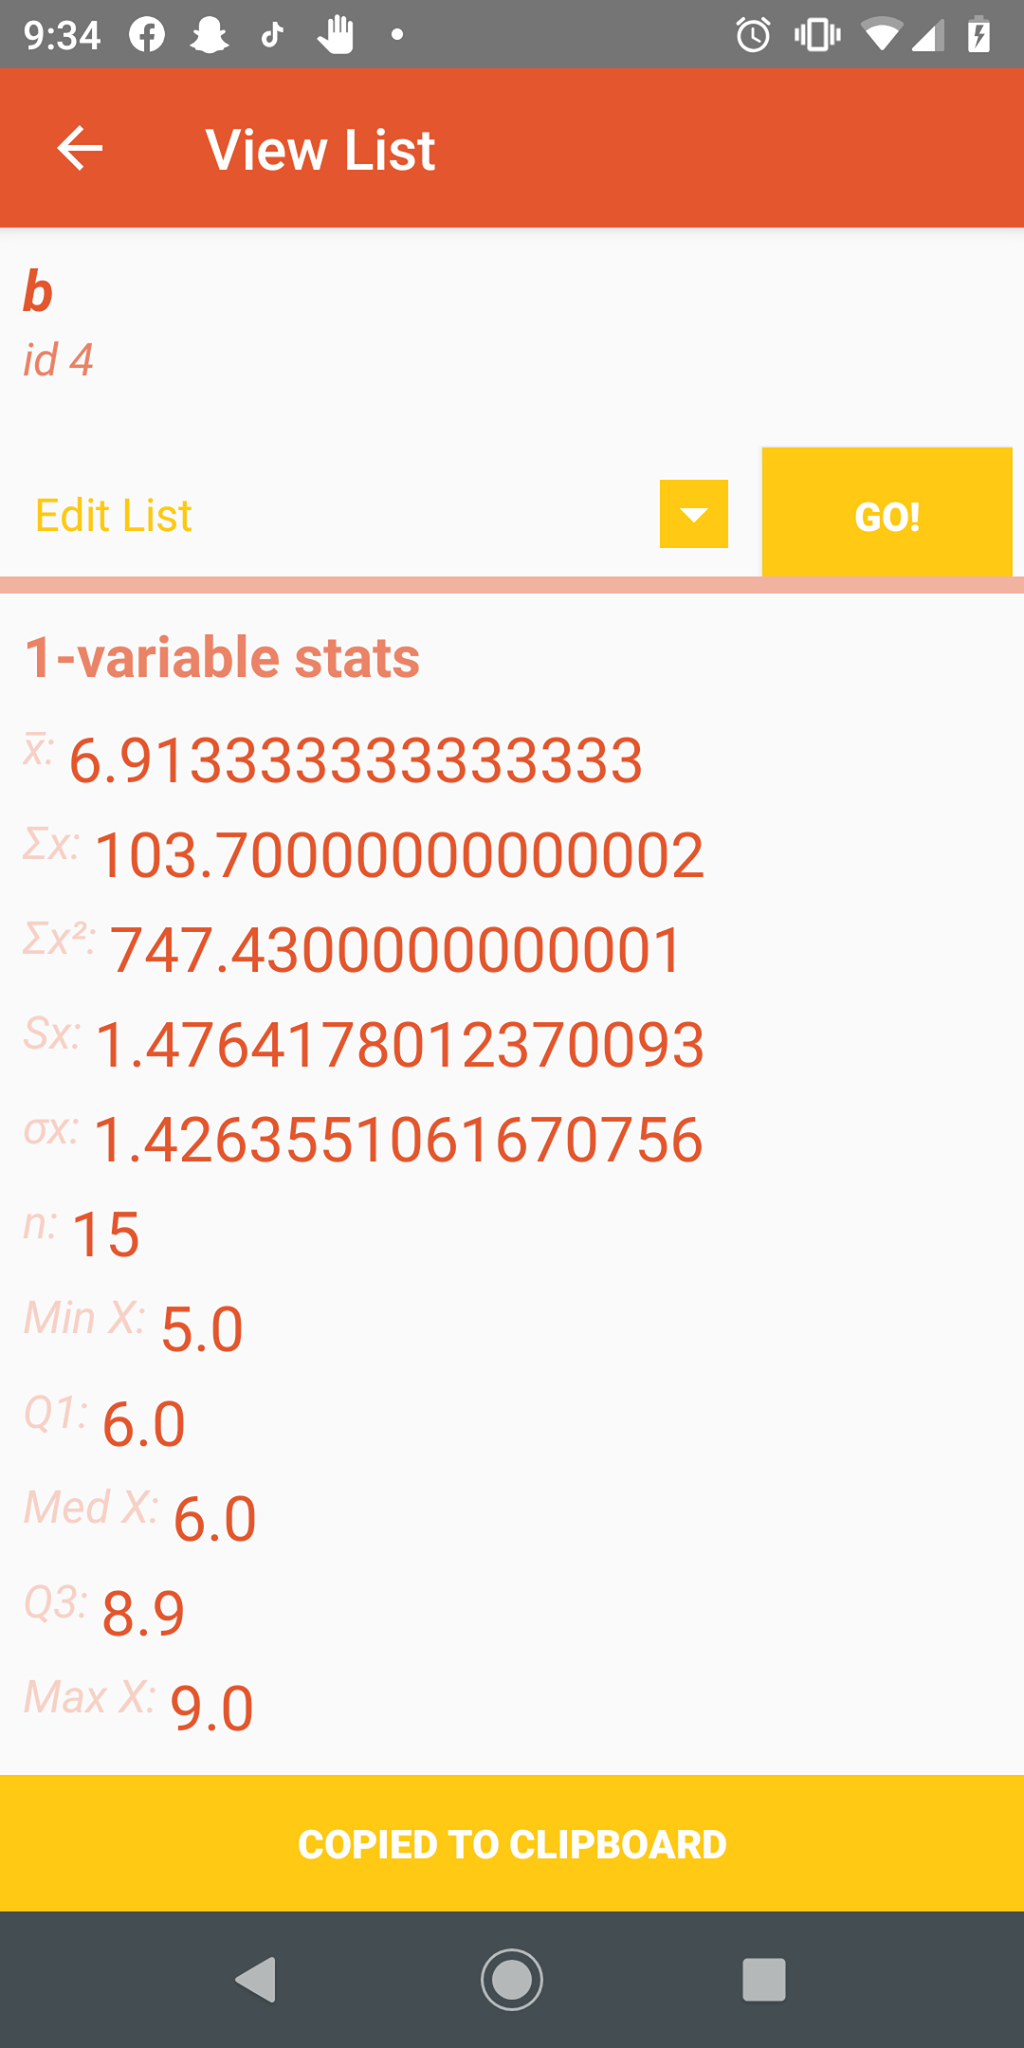 9:34
View List
b
id 4
Edit List
GO!
1-variable stats
x̅: 6.913333333333333
Σx: 103.70000000000002
Σx²: 747.4300000000001
Sx: 1.4764178012370093
σx: 1.4263551061670756
n: 15
Min X: 5.0
Q1: 6.0
Med X: 6.0
Q3: 8.9
Max X: 9.0
COPIED TO CLIPBOARD